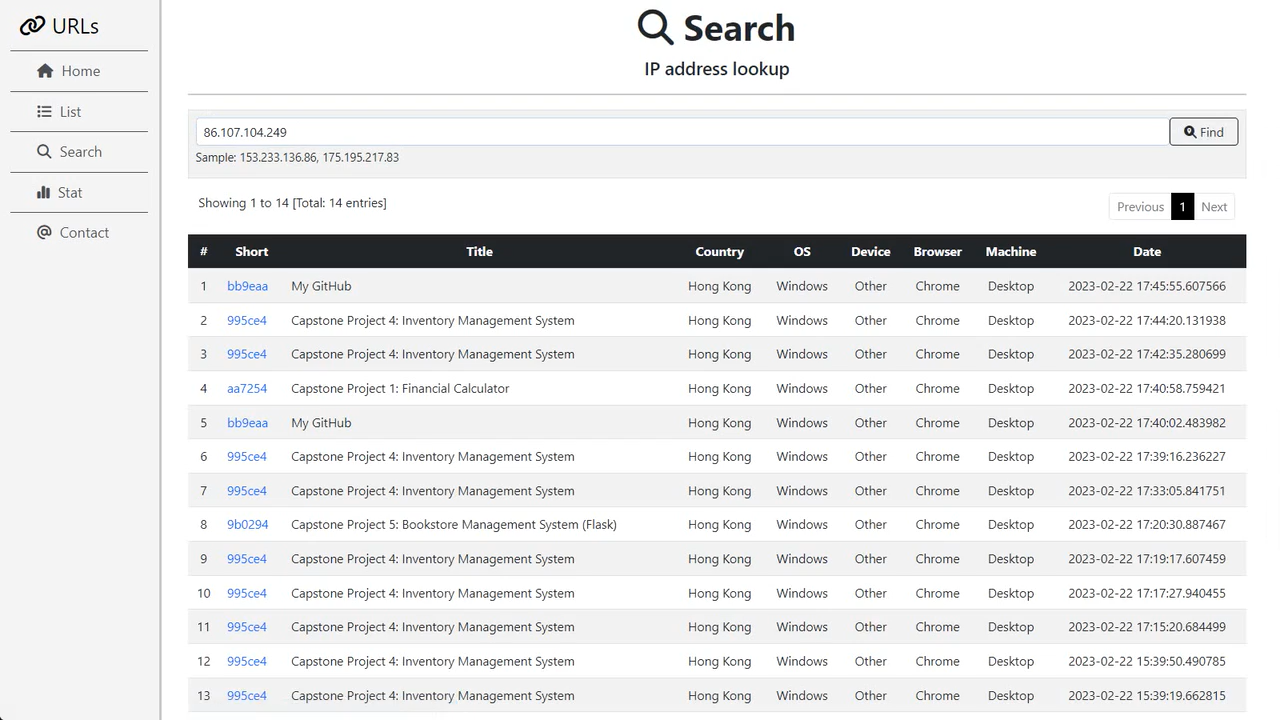 URLs
Home
List
Search
Stat
Contact
Search
IP address lookup
86.107.104.249
Find
Sample: 153.233.136.86, 175.195.217.83
Showing 1 to 14 [Total: 14 entries]
Previous 1 Next
# Short Title Country OS Device Browser Machine Date
1 bb9eaa My GitHub Hong Kong Windows Other Chrome Desktop 2023-02-22 17:45:55.607566
2 995ce4 Capstone Project 4: Inventory Management System Hong Kong Windows Other Chrome Desktop 2023-02-22 17:44:20.131938
3 995ce4 Capstone Project 4: Inventory Management System Hong Kong Windows Other Chrome Desktop 2023-02-22 17:42:35.280699
4 aa7254 Capstone Project 1: Financial Calculator Hong Kong Windows Other Chrome Desktop 2023-02-22 17:40:58.759421
5 bb9eaa My GitHub Hong Kong Windows Other Chrome Desktop 2023-02-22 17:40:02.483982
6 995ce4 Capstone Project 4: Inventory Management System Hong Kong Windows Other Chrome Desktop 2023-02-22 17:39:16.236227
7 995ce4 Capstone Project 4: Inventory Management System Hong Kong Windows Other Chrome Desktop 2023-02-22 17:33:05.841751
8 9b0294 Capstone Project 5: Bookstore Management System (Flask) Hong Kong Windows Other Chrome Desktop 2023-02-22 17:20:30.887467
9 995ce4 Capstone Project 4: Inventory Management System Hong Kong Windows Other Chrome Desktop 2023-02-22 17:19:17.607459
10 995ce4 Capstone Project 4: Inventory Management System Hong Kong Windows Other Chrome Desktop 2023-02-22 17:17:27.940455
11 995ce4 Capstone Project 4: Inventory Management System Hong Kong Windows Other Chrome Desktop 2023-02-22 17:15:20.684499
12 995ce4 Capstone Project 4: Inventory Management System Hong Kong Windows Other Chrome Desktop 2023-02-22 15:39:50.490785
13 995ce4 Capstone Project 4: Inventory Management System Hong Kong Windows Other Chrome Desktop 2023-02-22 15:39:19.662815